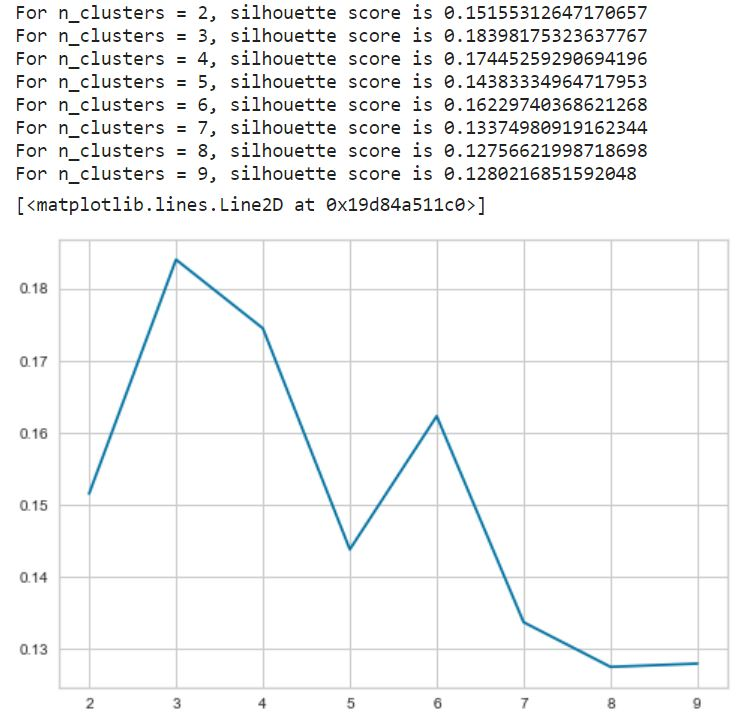 For n_clusters = 2, silhouette score is 0.15155312647170657
For n_clusters = 3, silhouette score is 0.18398175323637767
For n_clusters = 4, silhouette score is 0.17445259290694196
For n_clusters = 5, silhouette score is 0.14383334964717953
For n_clusters = 6, silhouette score is 0.16229740368621268
For n_clusters = 7, silhouette score is 0.13374980919162344
For n_clusters = 8, silhouette score is 0.12756621998718698
For n_clusters = 9, silhouette score is 0.1280216851592048
[<matplotlib.lines.Line2D at 0x19d84a511c0>]
0.18
0.17
0.16
0.15
0.14
0.13
2 3 4 5 6 7 8 9